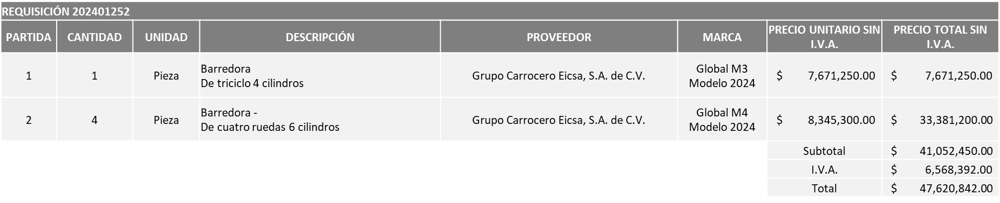 REQUISICIÓN 202401252
PARTIDA CANTIDAD UNIDAD DESCRIPCIÓN PROVEEDOR MARCA PRECIO UNITARIO SIN I.V.A. PRECIO TOTAL SIN I.V.A.
1 1 Pieza Barredora De triciclo 4 cilindros Grupo Carrocero Eicsa, S.A. de C.V. Global M3 Modelo 2024 $ 7,671,250.00 $ 7,671,250.00
2 4 Pieza Barredora - De cuatro ruedas 6 cilindros Grupo Carrocero Eicsa, S.A. de C.V. Global M4 Modelo 2024 $ 8,345,300.00 $ 33,381,200.00
Subtotal $ 41,052,450.00
I.V.A. $ 6,568,392.00
Total $ 47,620,842.00